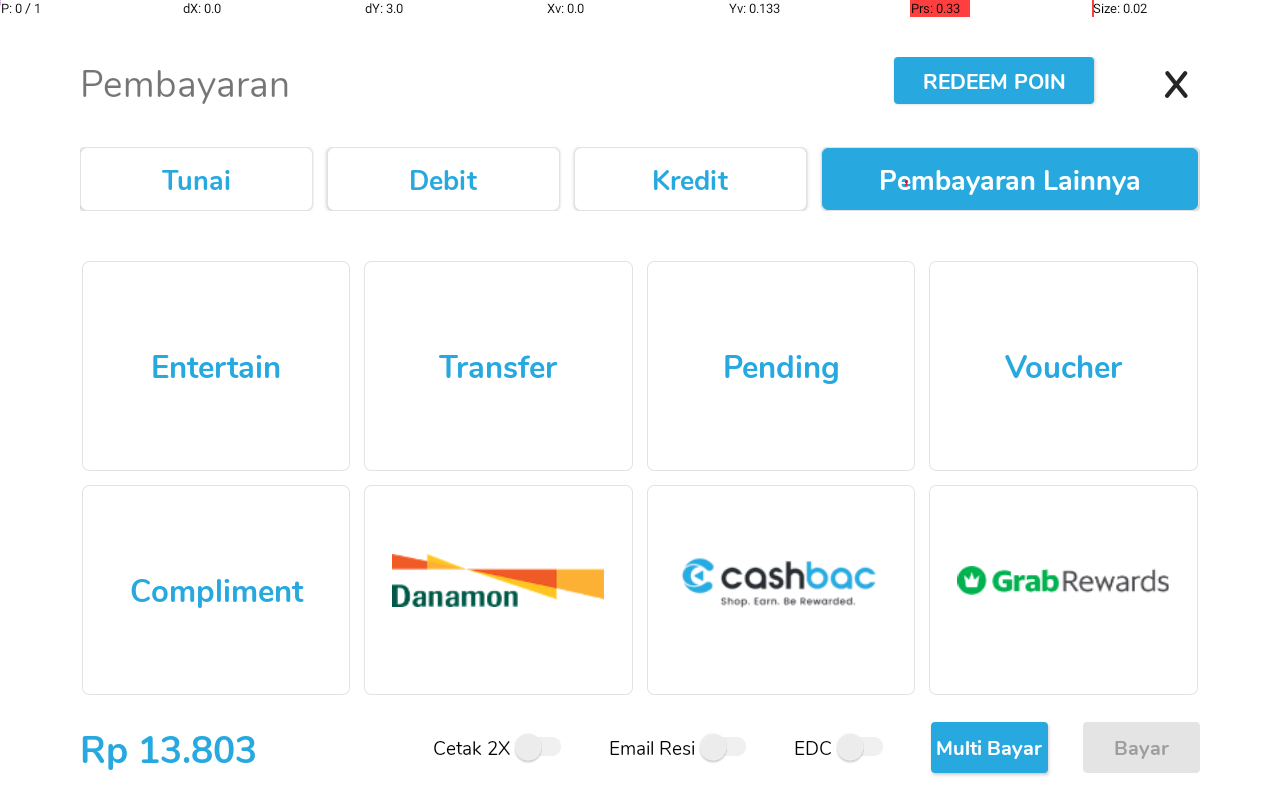 P: 0 / 1 dX: 0.0 dY: 3.0 Xv: 0.0 Yv: 0.133 Prs: 0.33 Size: 0.02
Pembayaran REDEEM POIN X
Tunai Debit Kredit Pembayaran Lainnya
Entertain Transfer Pending Voucher
Compliment Danamon cashbac GrabRewards
Shop. Earn. Be Rewarded.
Rp 13.803 Cetak 2X Email Resi EDC Multi Bayar Bayar